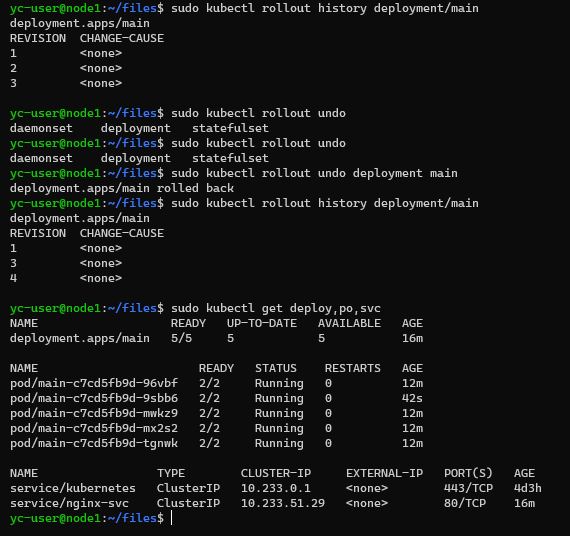 yc-user@node1:~/files$ sudo kubectl rollout history deployment/main
deployment.apps/main
REVISION  CHANGE-CAUSE
1         <none>
2         <none>
3         <none>

yc-user@node1:~/files$ sudo kubectl rollout undo
daemonset    deployment   statefulset
yc-user@node1:~/files$ sudo kubectl rollout undo
daemonset    deployment   statefulset
yc-user@node1:~/files$ sudo kubectl rollout undo deployment main
deployment.apps/main rolled back
yc-user@node1:~/files$ sudo kubectl rollout history deployment/main
deployment.apps/main
REVISION  CHANGE-CAUSE
1         <none>
3         <none>
4         <none>

yc-user@node1:~/files$ sudo kubectl get deploy,po,svc
NAME                   READY   UP-TO-DATE   AVAILABLE   AGE
deployment.apps/main   5/5     5            5           16m

NAME                       READY   STATUS    RESTARTS   AGE
pod/main-c7cd5fb9d-96vbf   2/2     Running   0          12m
pod/main-c7cd5fb9d-9sbb6   2/2     Running   0          42s
pod/main-c7cd5fb9d-mwkz9   2/2     Running   0          12m
pod/main-c7cd5fb9d-mx2s2   2/2     Running   0          12m
pod/main-c7cd5fb9d-tgnwk   2/2     Running   0          12m

NAME                 TYPE        CLUSTER-IP     EXTERNAL-IP   PORT(S)   AGE
service/kubernetes   ClusterIP   10.233.0.1     <none>        443/TCP   4d3h
service/nginx-svc    ClusterIP   10.233.51.29   <none>        80/TCP    16m
yc-user@node1:~/files$